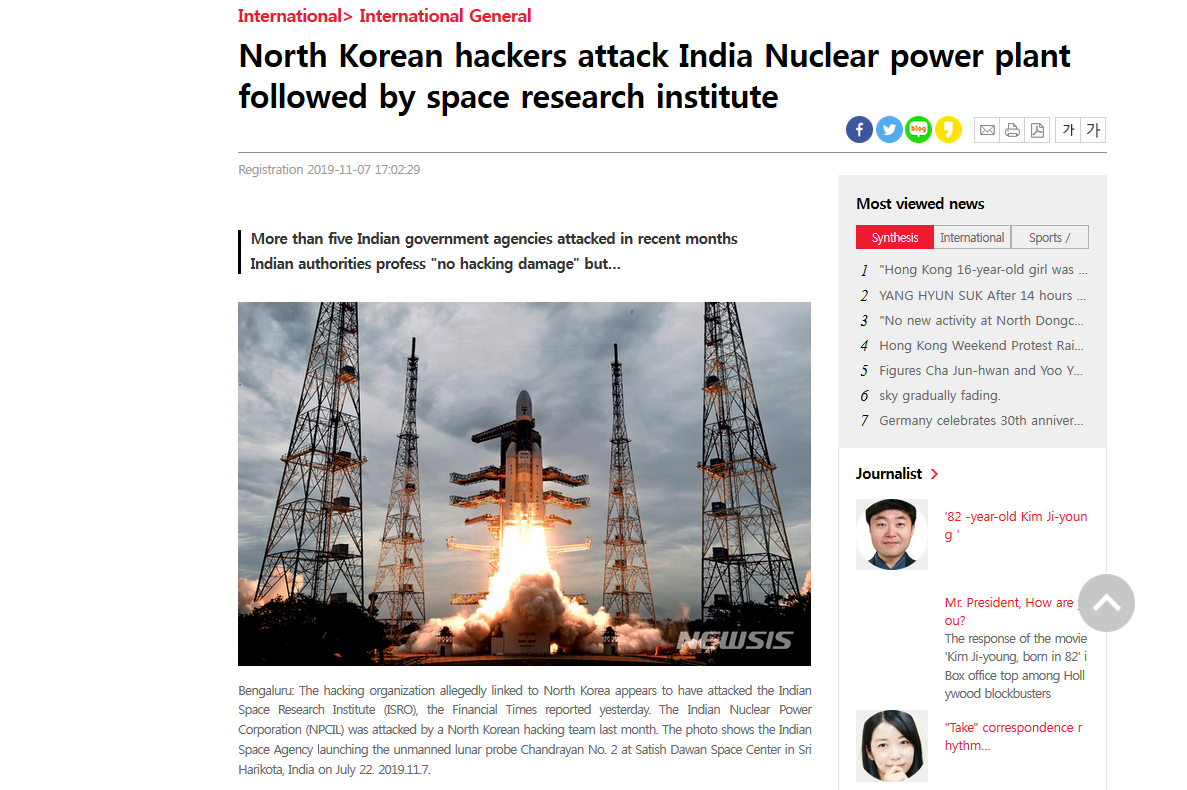 International> International General
North Korean hackers attack India Nuclear power plant
followed by space research institute
blog
가 가
Registration 2019-11-07 17:02:29
More than five Indian government agencies attacked in recent months
Indian authorities profess "no hacking damage" but...
NEWSIS
Bengaluru: The hacking organization allegedly linked to North Korea appears to have attacked the Indian
Space Research Institute (ISRO), the Financial Times reported yesterday. The Indian Nuclear Power
Corporation (NPCIL) was attacked by a North Korean hacking team last month. The photo shows the Indian
Space Agency launching the unmanned lunar probe Chandrayan No. 2 at Satish Dawan Space Center in Sri
Harikota, India on July 22. 2019.11.7.
Most viewed news
Synthesis International Sports /
1 "Hong Kong 16-year-old girl was ...
2 YANG HYUN SUK After 14 hours ...
3 "No new activity at North Dongc...
4 Hong Kong Weekend Protest Rai...
5 Figures Cha Jun-hwan and Yoo Y...
6 sky gradually fading.
7 Germany celebrates 30th anniver...
Journalist >
'82 -year-old Kim Ji-youn
g '
Mr. President, How are
ou?
The response of the movie
'Kim Ji-young, born in 82' i
Box office top among Holl
ywood blockbusters
"Take" correspondence r
hythm...